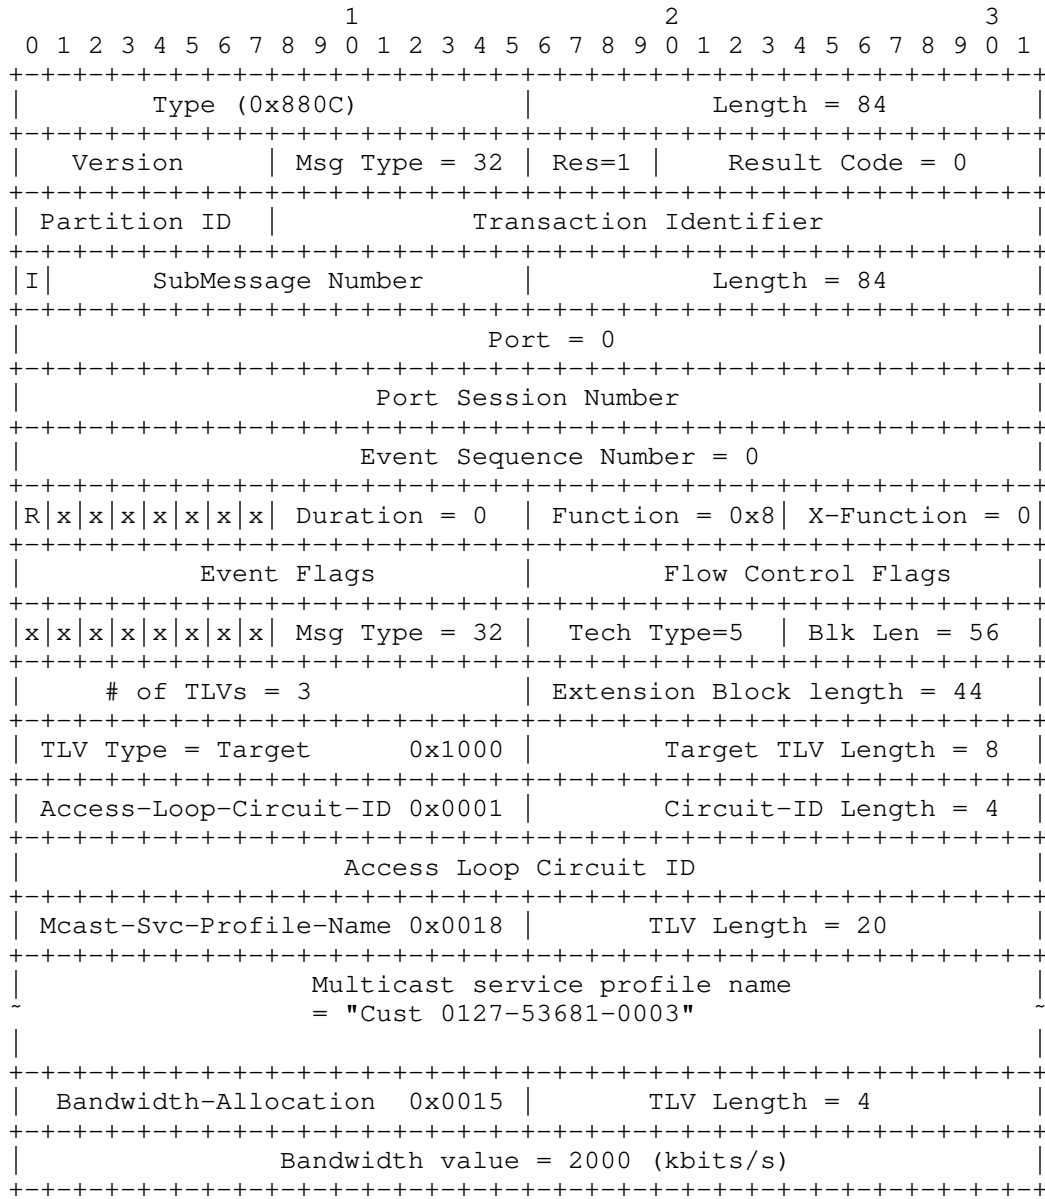 1                   2                   3
 0 1 2 3 4 5 6 7 8 9 0 1 2 3 4 5 6 7 8 9 0 1 2 3 4 5 6 7 8 9 0 1
+-+-+-+-+-+-+-+-+-+-+-+-+-+-+-+-+-+-+-+-+-+-+-+-+-+-+-+-+-+-+-+-+
|        Type (0x880C)          |           Length = 84         |
+-+-+-+-+-+-+-+-+-+-+-+-+-+-+-+-+-+-+-+-+-+-+-+-+-+-+-+-+-+-+-+-+
|   Version     | Msg Type = 32 | Res=1 |    Result Code = 0    |
+-+-+-+-+-+-+-+-+-+-+-+-+-+-+-+-+-+-+-+-+-+-+-+-+-+-+-+-+-+-+-+-+
| Partition ID  |            Transaction Identifier             |
+-+-+-+-+-+-+-+-+-+-+-+-+-+-+-+-+-+-+-+-+-+-+-+-+-+-+-+-+-+-+-+-+
|I|      SubMessage Number      |           Length = 84         |
+-+-+-+-+-+-+-+-+-+-+-+-+-+-+-+-+-+-+-+-+-+-+-+-+-+-+-+-+-+-+-+-+
|                             Port = 0                          |
+-+-+-+-+-+-+-+-+-+-+-+-+-+-+-+-+-+-+-+-+-+-+-+-+-+-+-+-+-+-+-+-+
|                      Port Session Number                      |
+-+-+-+-+-+-+-+-+-+-+-+-+-+-+-+-+-+-+-+-+-+-+-+-+-+-+-+-+-+-+-+-+
|                     Event Sequence Number = 0                 |
+-+-+-+-+-+-+-+-+-+-+-+-+-+-+-+-+-+-+-+-+-+-+-+-+-+-+-+-+-+-+-+-+
|R|x|x|x|x|x|x|x| Duration = 0  | Function = 0x8| X-Function = 0|
+-+-+-+-+-+-+-+-+-+-+-+-+-+-+-+-+-+-+-+-+-+-+-+-+-+-+-+-+-+-+-+-+
|           Event Flags         |        Flow Control Flags     |
+-+-+-+-+-+-+-+-+-+-+-+-+-+-+-+-+-+-+-+-+-+-+-+-+-+-+-+-+-+-+-+-+
|x|x|x|x|x|x|x|x| Msg Type = 32 |  Tech Type=5  | Blk Len = 56  |
+-+-+-+-+-+-+-+-+-+-+-+-+-+-+-+-+-+-+-+-+-+-+-+-+-+-+-+-+-+-+-+-+
|     # of TLVs = 3             | Extension Block length = 44   |
+-+-+-+-+-+-+-+-+-+-+-+-+-+-+-+-+-+-+-+-+-+-+-+-+-+-+-+-+-+-+-+-+
| TLV Type = Target      0x1000 |        Target TLV Length = 8  |
+-+-+-+-+-+-+-+-+-+-+-+-+-+-+-+-+-+-+-+-+-+-+-+-+-+-+-+-+-+-+-+-+
| Access-Loop-Circuit-ID 0x0001 |        Circuit-ID Length = 4  |
+-+-+-+-+-+-+-+-+-+-+-+-+-+-+-+-+-+-+-+-+-+-+-+-+-+-+-+-+-+-+-+-+
|                    Access Loop Circuit ID                     |
+-+-+-+-+-+-+-+-+-+-+-+-+-+-+-+-+-+-+-+-+-+-+-+-+-+-+-+-+-+-+-+-+
| Mcast-Svc-Profile-Name 0x0018 |       TLV Length = 20         |
+-+-+-+-+-+-+-+-+-+-+-+-+-+-+-+-+-+-+-+-+-+-+-+-+-+-+-+-+-+-+-+-+
|                  Multicast service profile name               |
~                  = "Cust 0127-53681-0003"                     ~
|                                                               |
+-+-+-+-+-+-+-+-+-+-+-+-+-+-+-+-+-+-+-+-+-+-+-+-+-+-+-+-+-+-+-+-+
|  Bandwidth-Allocation  0x0015 |       TLV Length = 4          |
+-+-+-+-+-+-+-+-+-+-+-+-+-+-+-+-+-+-+-+-+-+-+-+-+-+-+-+-+-+-+-+-+
|                Bandwidth value = 2000 (kbits/s)               |
+-+-+-+-+-+-+-+-+-+-+-+-+-+-+-+-+-+-+-+-+-+-+-+-+-+-+-+-+-+-+-+-+